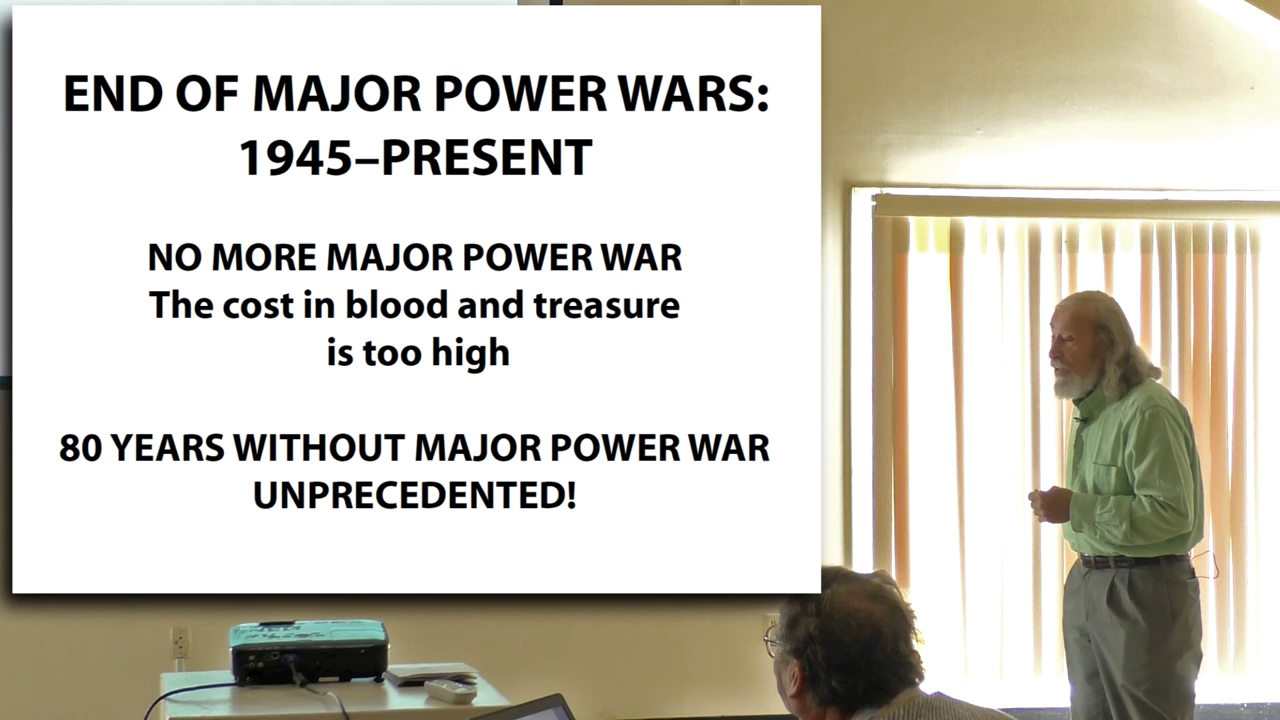 END OF MAJOR POWER WARS:
1945–PRESENT
NO MORE MAJOR POWER WAR
The cost in blood and treasure
is too high
80 YEARS WITHOUT MAJOR POWER WAR
UNPRECEDENTED!